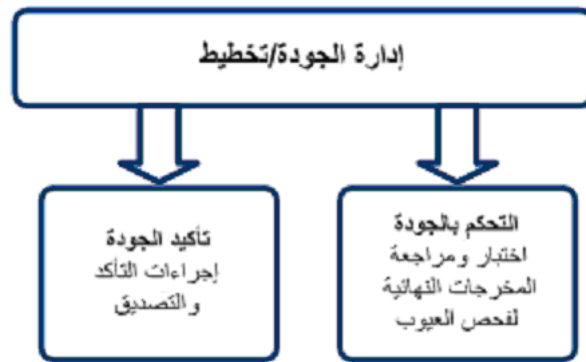 إدارة الجودة/تخطيط
التحكم بالجودة
اختبار ومراجعة
المخرجات النهائية
لفحص العيوب
تأكيد الجودة
إجراءات التأكد
والتصديق